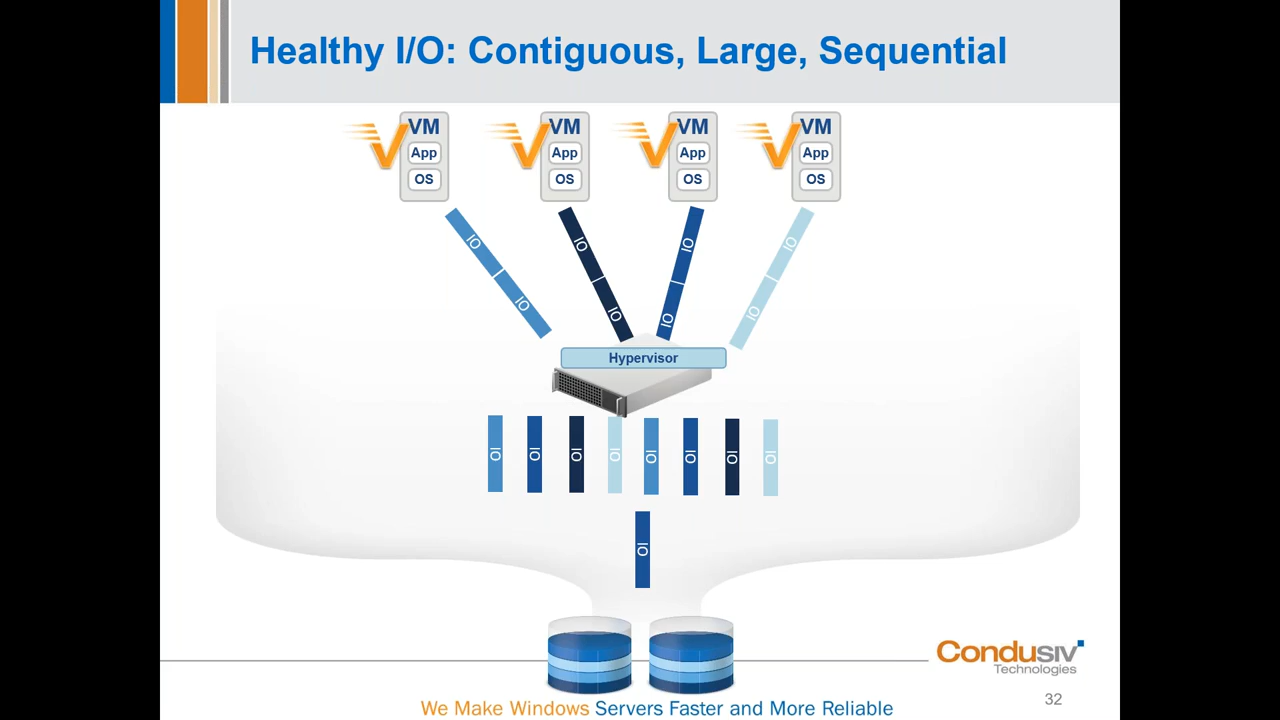 Healthy I/O: Contiguous, Large, Sequential
VM
App
OS
VM
App
OS
VM
App
OS
VM
App
OS
IO
IO
IO
IO
IO
IO
IO
IO
Hypervisor
IO
IO
IO
IO
IO
IO
IO
IO
IO
Condusiv
Technologies
We Make Windows Servers Faster and More Reliable
32